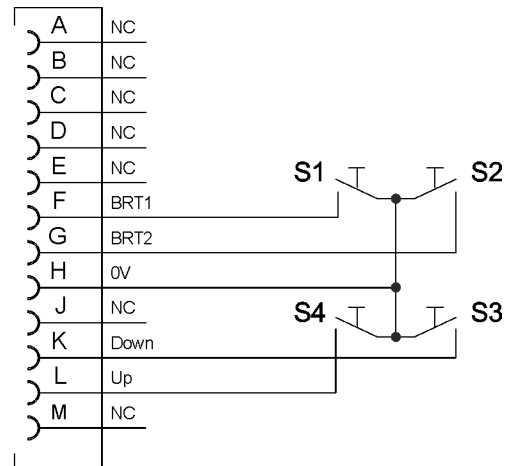 A NC
B NC
C NC
D NC
E NC
S1 S2
F BRT1
G BRT2
H 0V
J NC
S4 S3
K Down
L Up
M NC